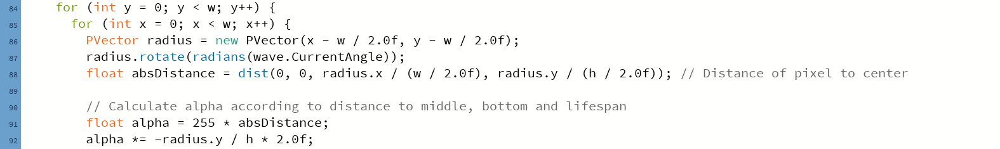 84 for (int y = 0; y < w; y++) {
85 for (int x = 0; x < w; x++) {
86 PVector radius = new PVector(x - w / 2.0f, y - w / 2.0f);
87 radius.rotate(radians(wave.CurrentAngle));
88 float absDistance = dist(0, 0, radius.x / (w / 2.0f), radius.y / (h / 2.0f)); // Distance of pixel to center
89
90 // Calculate alpha according to distance to middle, bottom and lifespan
91 float alpha = 255 * absDistance;
92 alpha *= -radius.y / h * 2.0f;